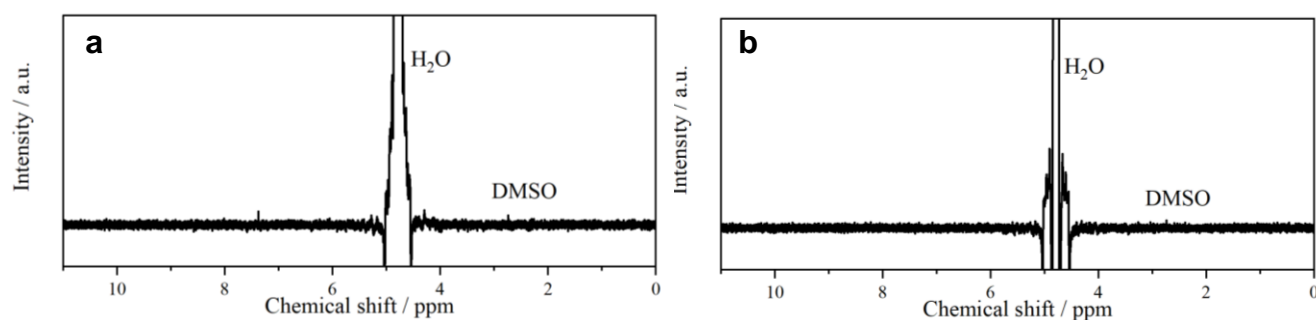 a
H₂O
DMSO
Intensity / a.u.
10 8 6 4 2 0
Chemical shift / ppm
b
H₂O
DMSO
Intensity / a.u.
10 8 6 4 2 0
Chemical shift / ppm